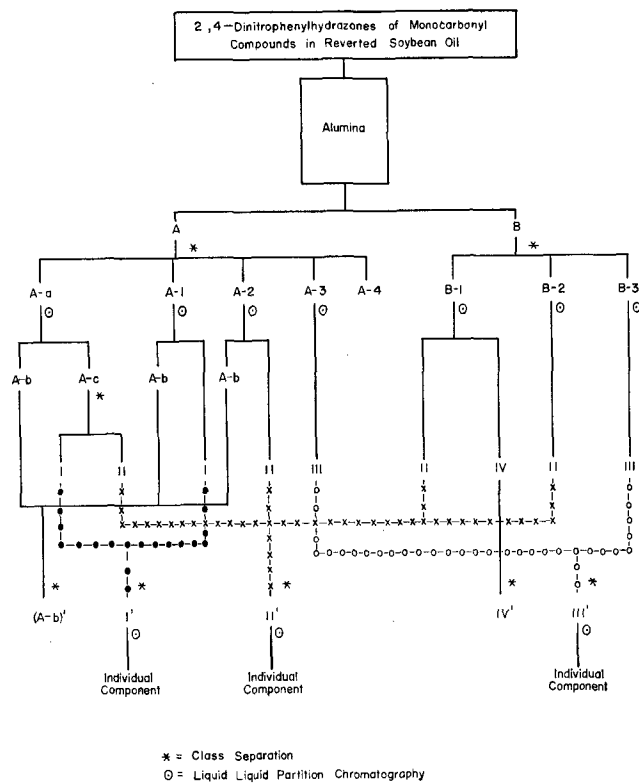 2,4-Dinitrophenylhydrazones of Monocarbonyl
Compounds in Reverted Soybean Oil
Alumina
A B
* *
A-a A-1 A-2 A-3 A-4 B-1 B-2 B-3
A-b A-c A-b A-b
*
I II I II III II IV II III
* * * * *
(A-b)' I' II' IV' III'
Individual
Component
Individual
Component
Individual
Component
* = Class Separation
⊙ = Liquid Liquid Partition Chromatography